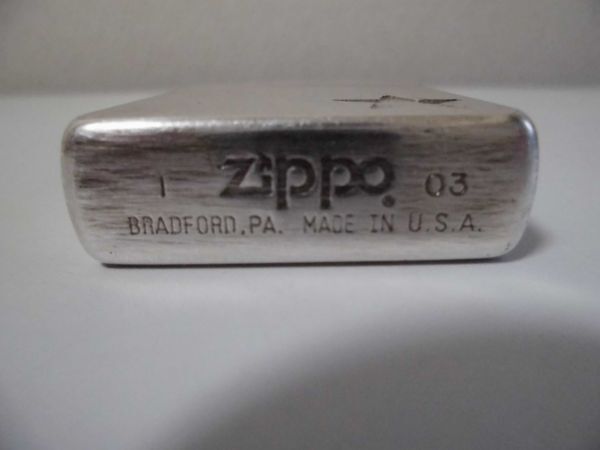 I zippo 03
BRADFORD, PA. MADE IN U.S.A.